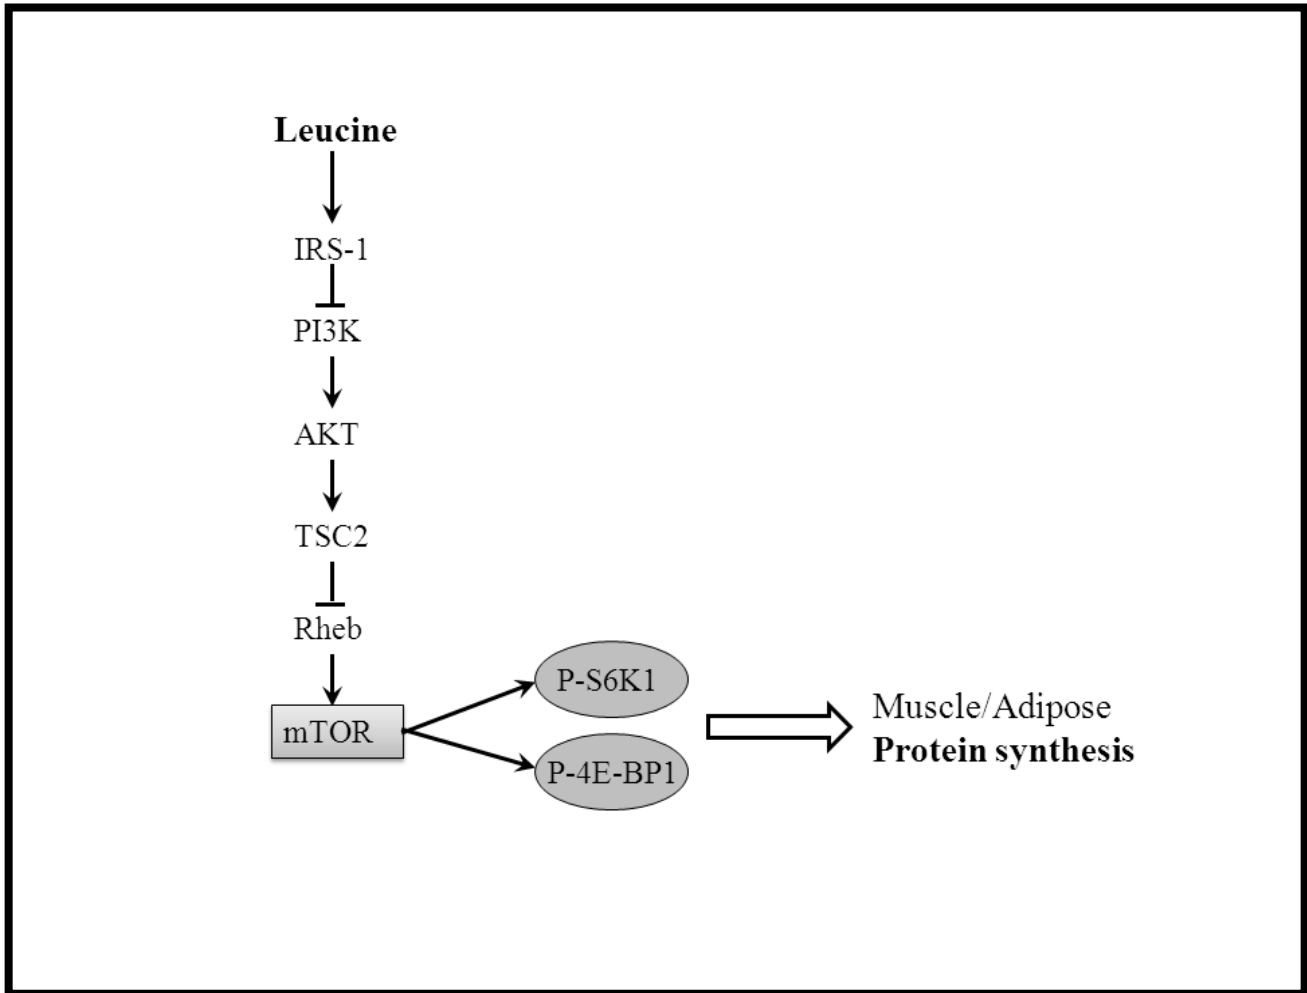 Leucine
IRS-1
PI3K
AKT
TSC2
Rheb
mTOR
P-S6K1
P-4E-BP1
Muscle/Adipose
Protein synthesis